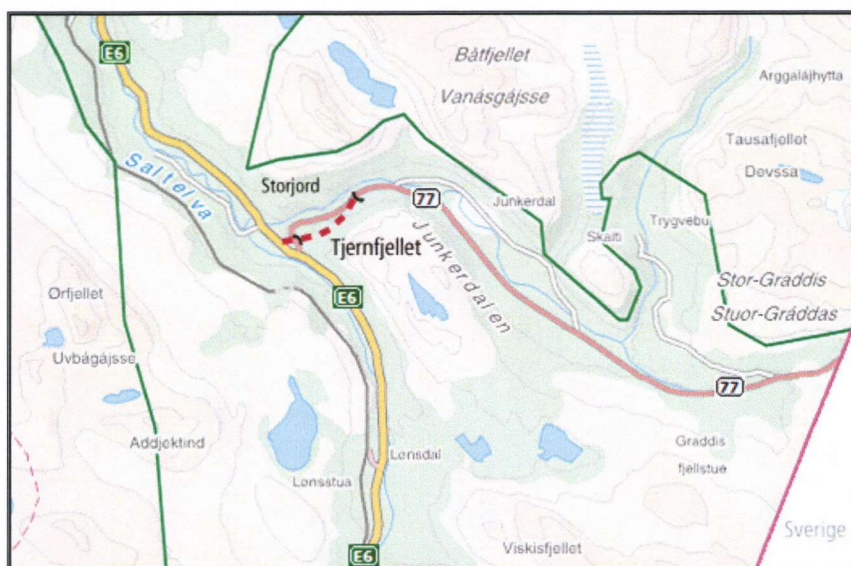 E6
Båtfjellet
Vanásgájsse
Arggalájhytta
Tausafjellet
Devssa
Saltelva
Storjord
77
Junkerdal
Trygvebu
Skaiti
Tjernfjellet
Junkerdalen
Stor-Graddis
Stuor-Gráddas
Ørfjellet
E6
Uvbågájsse
77
Addjektind
Lønsdal
Graddis
fjellstue
Lønsstua
Sverige
Viskisfjellet
E6